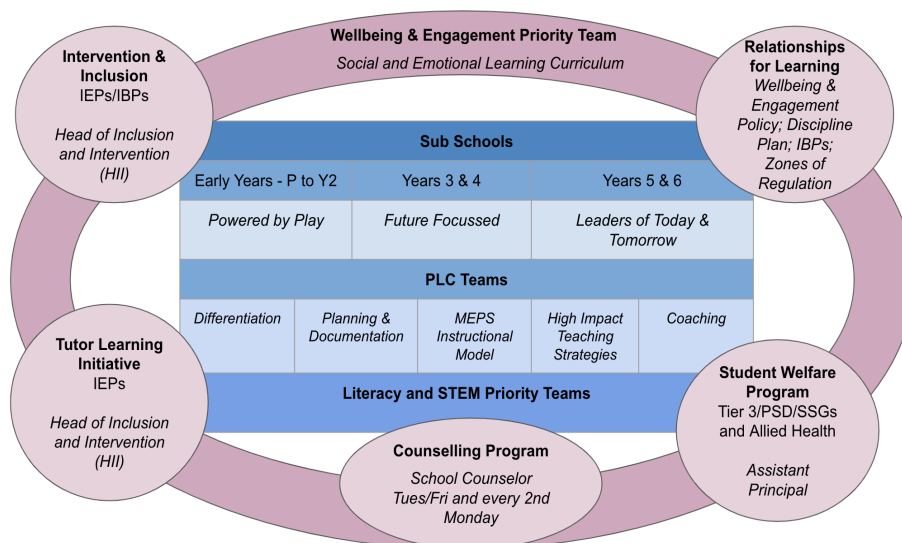 Wellbeing & Engagement Priority Team
Social and Emotional Learning Curriculum
Intervention &
Inclusion
IEPs/IBPs
Head of Inclusion
and Intervention
(HII)
Relationships
for Learning
Wellbeing &
Engagement
Policy; Discipline
Plan; IBPs;
Zones of
Regulation
Sub Schools
Early Years - P to Y2
Years 3 & 4
Years 5 & 6
Powered by Play
Future Focussed
Leaders of Today &
Tomorrow
PLC Teams
Differentiation
Planning &
Documentation
MEPS
Instructional
Model
High Impact
Teaching
Strategies
Coaching
Literacy and STEM Priority Teams
Tutor Learning
Initiative
IEPs
Head of Inclusion
and Intervention
(HII)
Counselling Program
School Counselor
Tues/Fri and every 2nd
Monday
Student Welfare
Program
Tier 3/PSD/SSGs
and Allied Health
Assistant
Principal